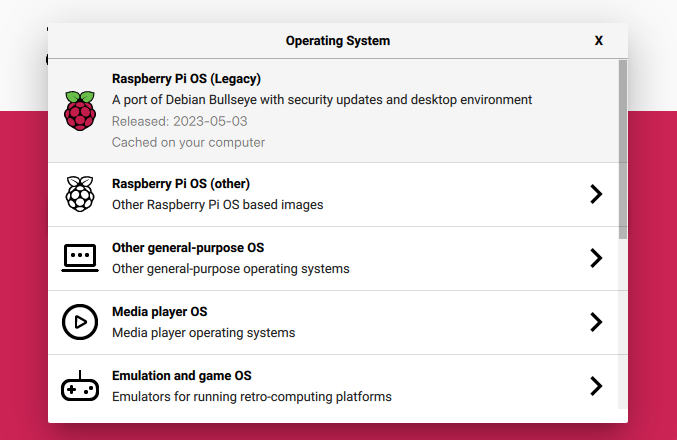 Operating System
X
Raspberry Pi OS (Legacy)
A port of Debian Bullseye with security updates and desktop environment
Released: 2023-05-03
Cached on your computer
Raspberry Pi OS (other)
Other Raspberry Pi OS based images
Other general-purpose OS
Other general-purpose operating systems
Media player OS
Media player operating systems
Emulation and game OS
Emulators for running retro-computing platforms